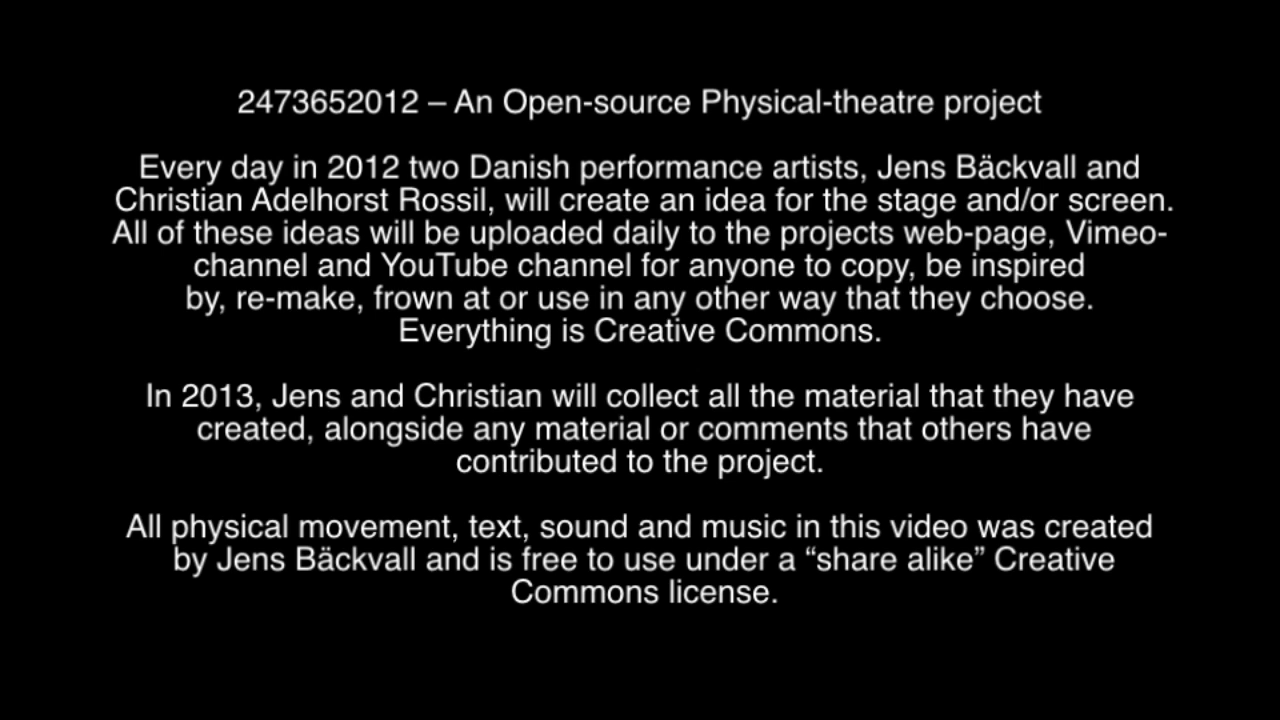 2473652012 – An Open-source Physical-theatre project
Every day in 2012 two Danish performance artists, Jens Bäckvall and
Christian Adelhorst Rossil, will create an idea for the stage and/or screen.
All of these ideas will be uploaded daily to the projects web-page, Vimeo-
channel and YouTube channel for anyone to copy, be inspired
by, re-make, frown at or use in any other way that they choose.
Everything is Creative Commons.
In 2013, Jens and Christian will collect all the material that they have
created, alongside any material or comments that others have
contributed to the project.
All physical movement, text, sound and music in this video was created
by Jens Bäckvall and is free to use under a “share alike” Creative
Commons license.